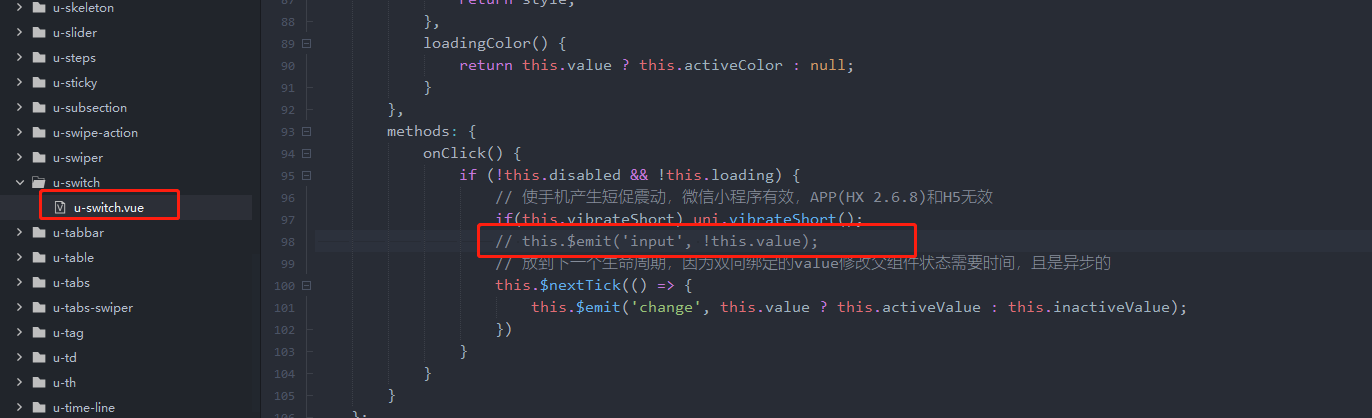 u-skeleton
u-slider
u-steps
u-sticky
u-subsection
u-swipe-action
u-swiper
u-switch
u-switch.vue
u-tabbar
u-table
u-tabs
u-tabs-swiper
u-tag
u-td
u-th
u-time-line
87 return style;
88 },
89 loadingColor() {
90 return this.value ? this.activeColor : null;
91 }
92 },
93 methods: {
94 onClick() {
95 if (!this.disabled && !this.loading) {
96 // 使手机产生短促震动，微信小程序有效，APP(HX 2.6.8)和H5无效
97 if(this.vibrateShort) uni.vibrateShort();
98 // this.$emit('input', !this.value);
99 // 放到下一个生命周期，因为双向绑定的value修改父组件状态需要时间，且是异步的
100 this.$nextTick(() => {
101 this.$emit('change', this.value ? this.activeValue : this.inactiveValue);
102 })
103 }
104 }
105 }
106 };